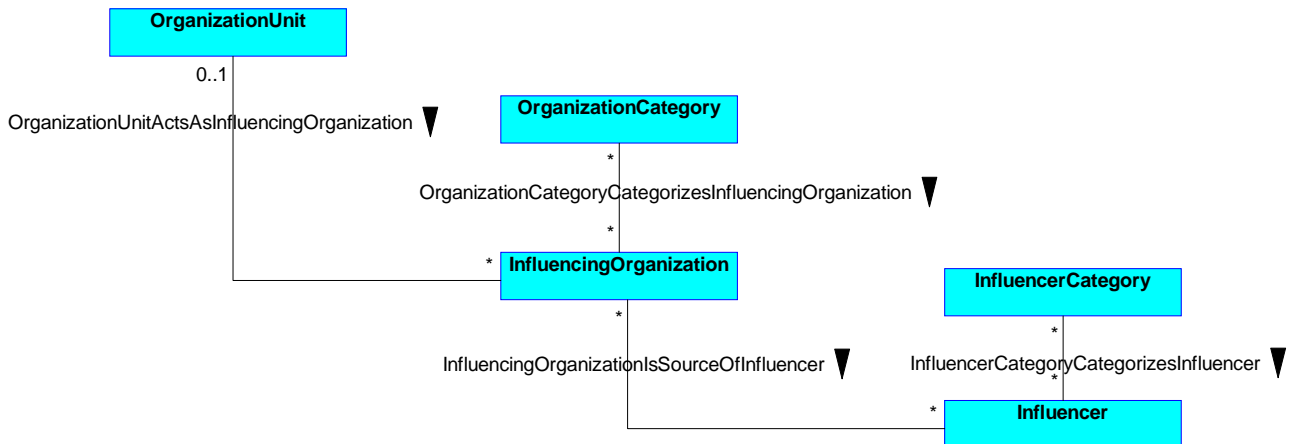 OrganizationUnit
0..1
OrganizationUnitActsAsInfluencingOrganization
OrganizationCategory
*
OrganizationCategoryCategorizesInfluencingOrganization
*
*
InfluencingOrganization
InfluencerCategory
*
*
InfluencingOrganizationIsSourceOfInfluencer
InfluencerCategoryCategorizesInfluencer
*
*
Influencer